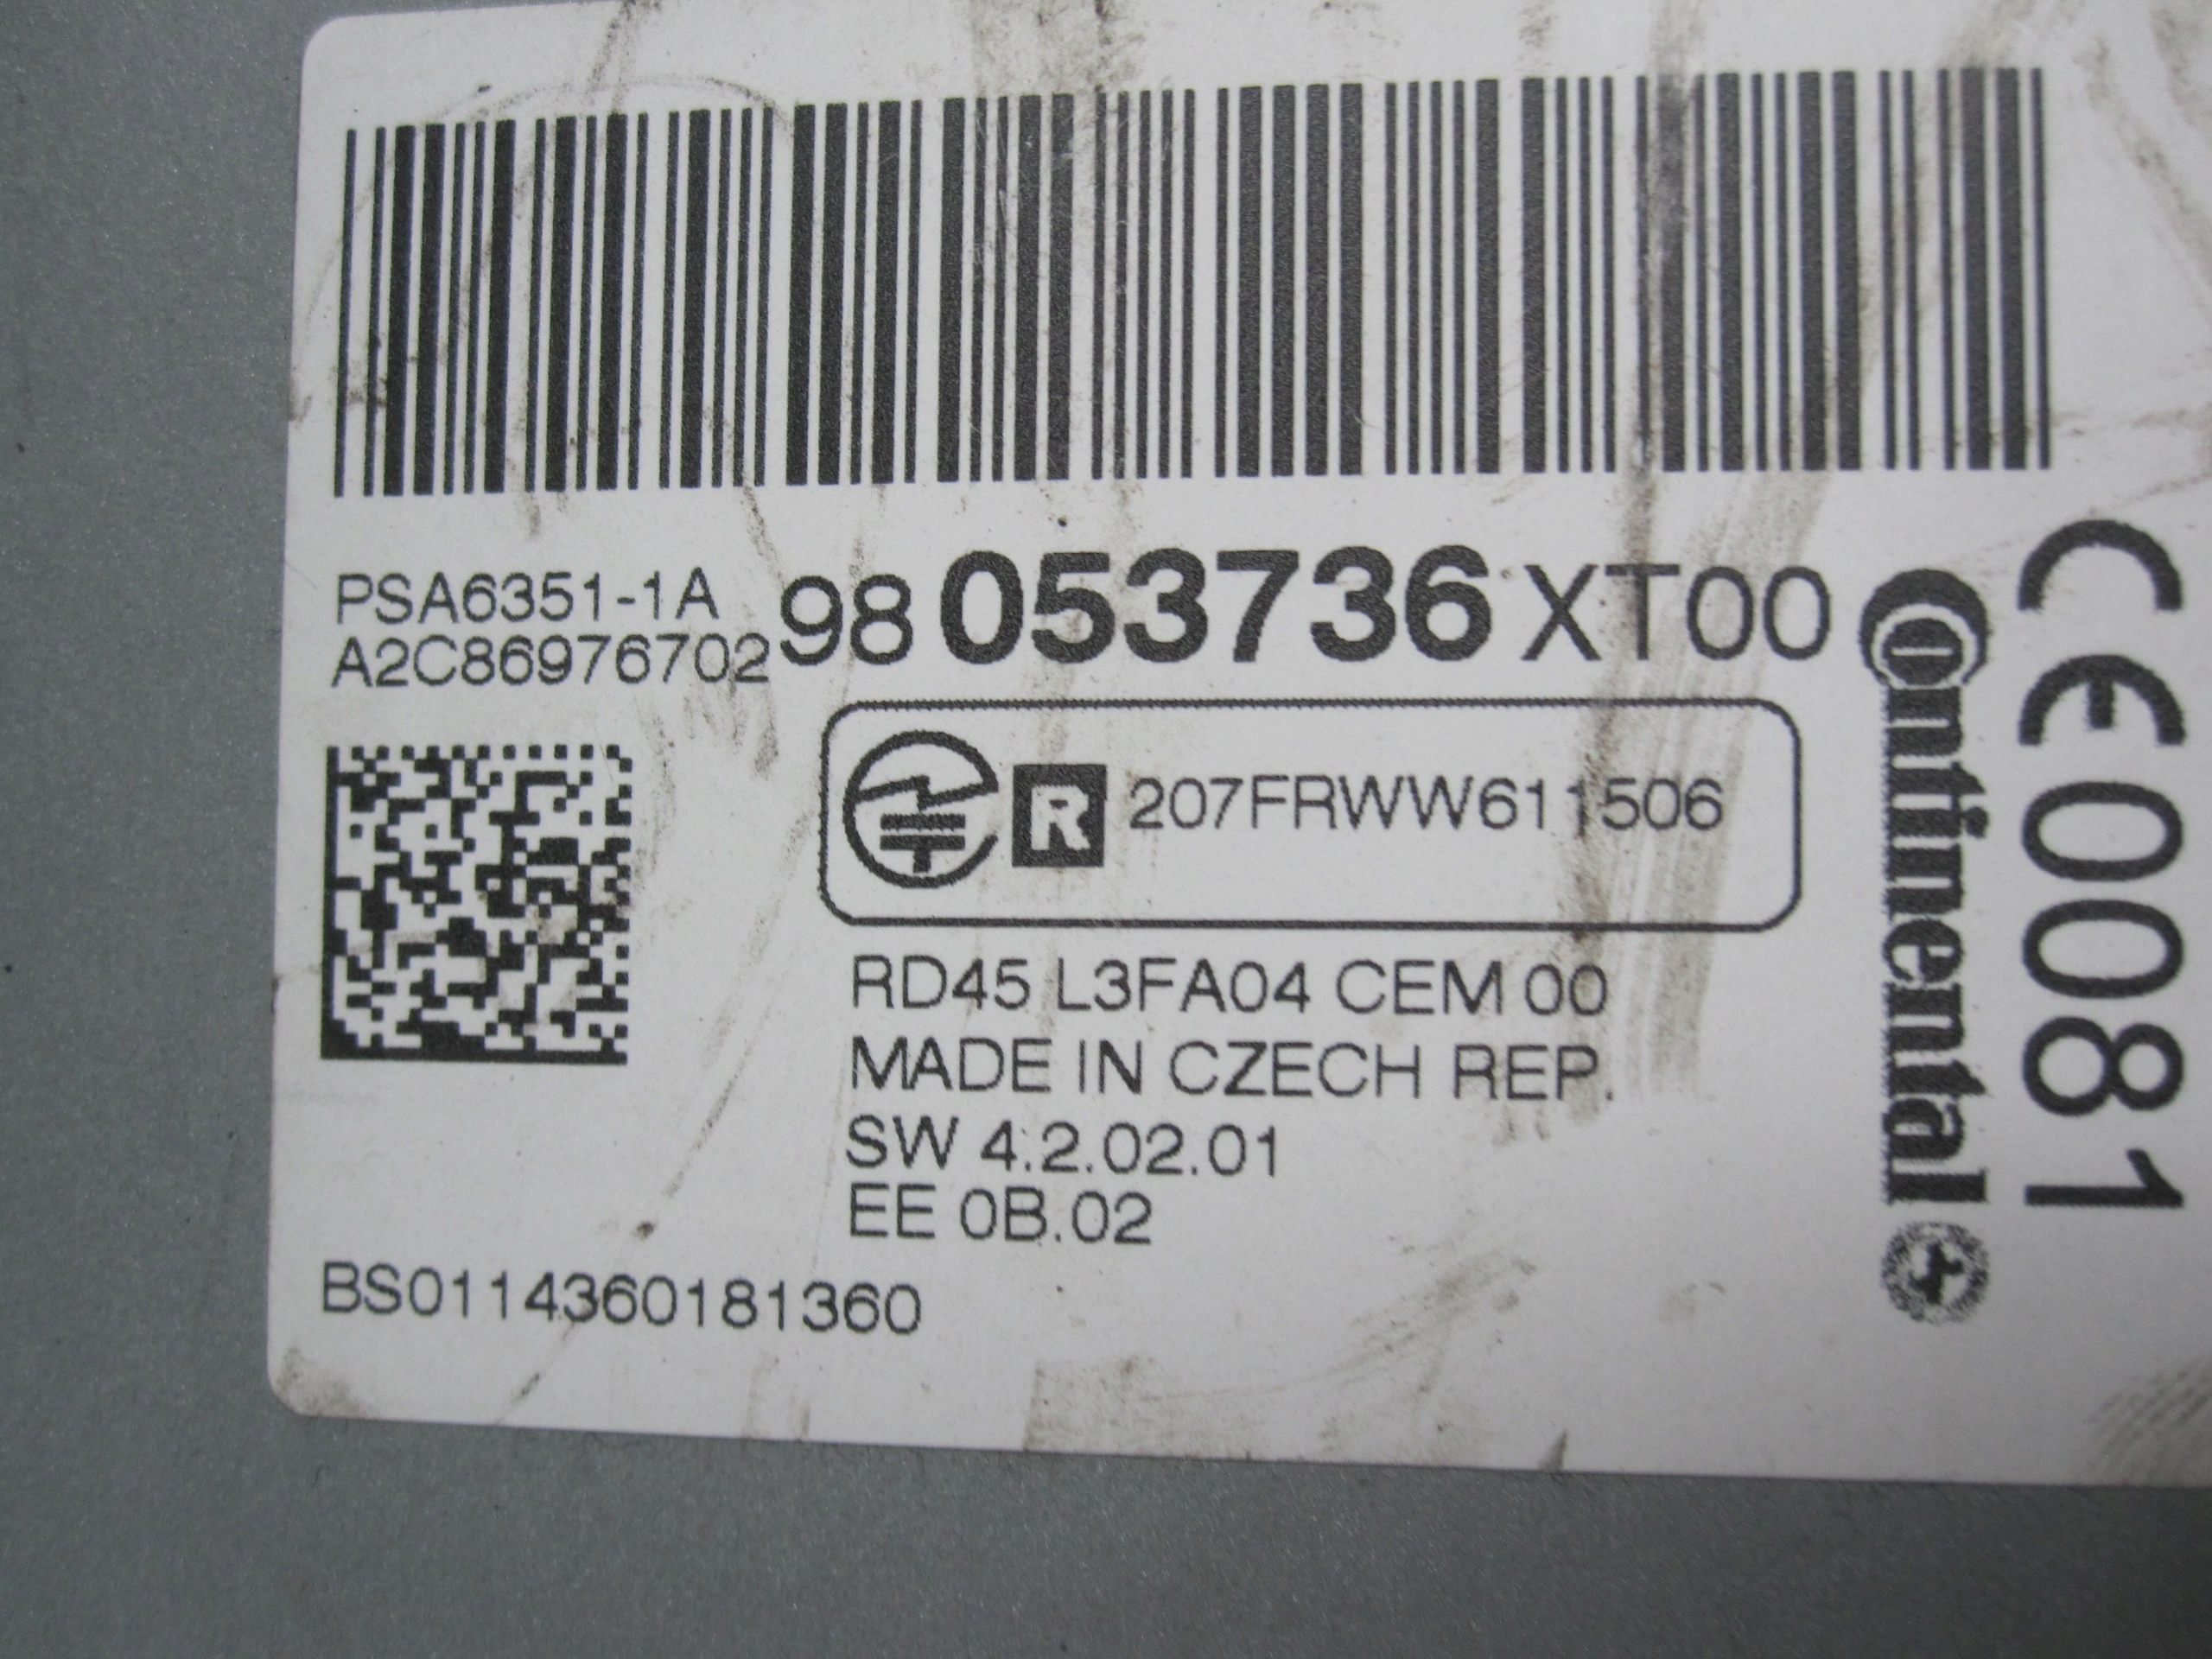 PSA6351-1A
A2C86976702
98 053736 XT00
R 207FRWW611506
RD45 L3FA04 CEM 00
MADE IN CZECH REP.
SW 4.2.02.01
EE 0B.02
BS0114360181360
Continental
CE0081